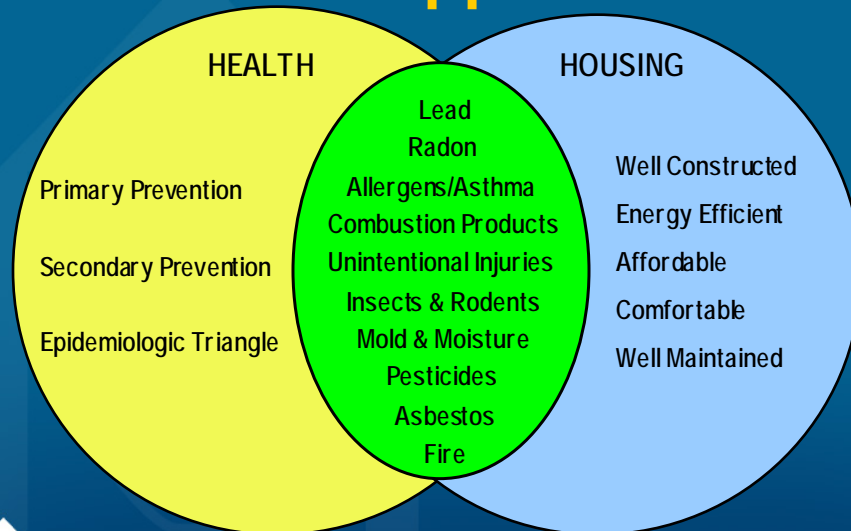 HEALTH
Primary Prevention
Secondary Prevention
Epidemiologic Triangle
Lead
Radon
Allergens/Asthma
Combustion Products
Unintentional Injuries
Insects & Rodents
Mold & Moisture
Pesticides
Asbestos
Fire
HOUSING
Well Constructed
Energy Efficient
Affordable
Comfortable
Well Maintained